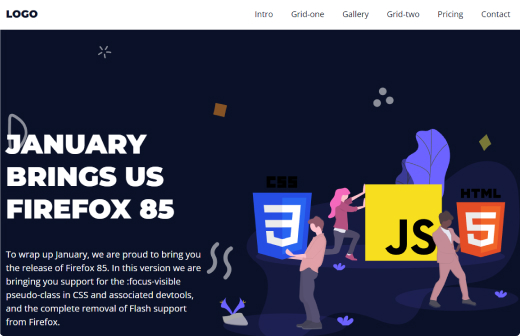 LOGO
Intro
Grid-one
Gallery
Grid-two
Pricing
Contact
JANUARY
BRINGS US
FIREFOX 85
CSS
3
JS
HTML
5
To wrap up January, we are proud to bring you
the release of Firefox 85. In this version we are
bringing you support for the :focus-visible
pseudo-class in CSS and associated devtools,
and the complete removal of Flash support
from Firefox.